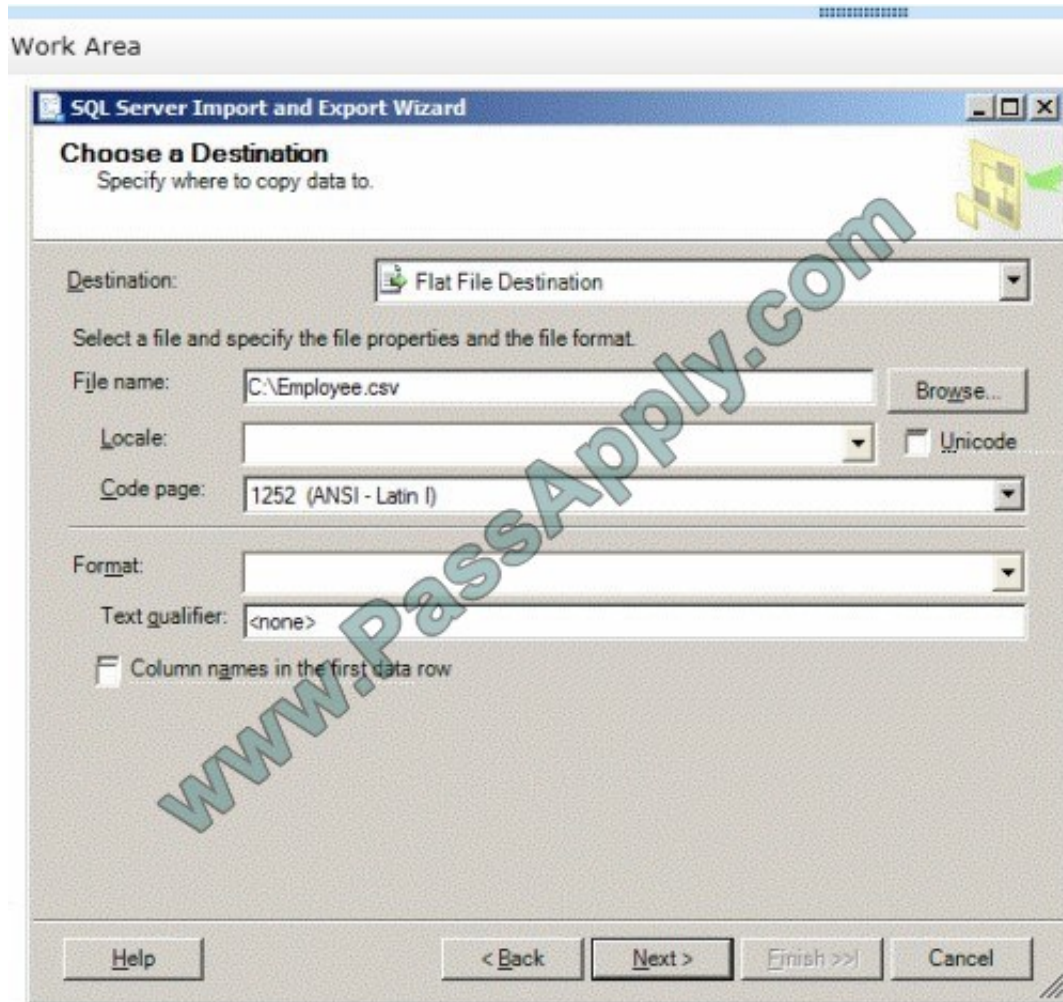 Work Area
SQL Server Import and Export Wizard
Choose a Destination
Specify where to copy data to.
Destination:
Flat File Destination
Select a file and specify the file properties and the file format.
File name:
C:\Employee.csv
Browse...
Locale:
Unicode
Code page:
1252 (ANSI - Latin I)
Format:
Text qualifier:
<none>
Column names in the first data row
www.PassApply.com
Help
< Back
Next >
Finish >>|
Cancel